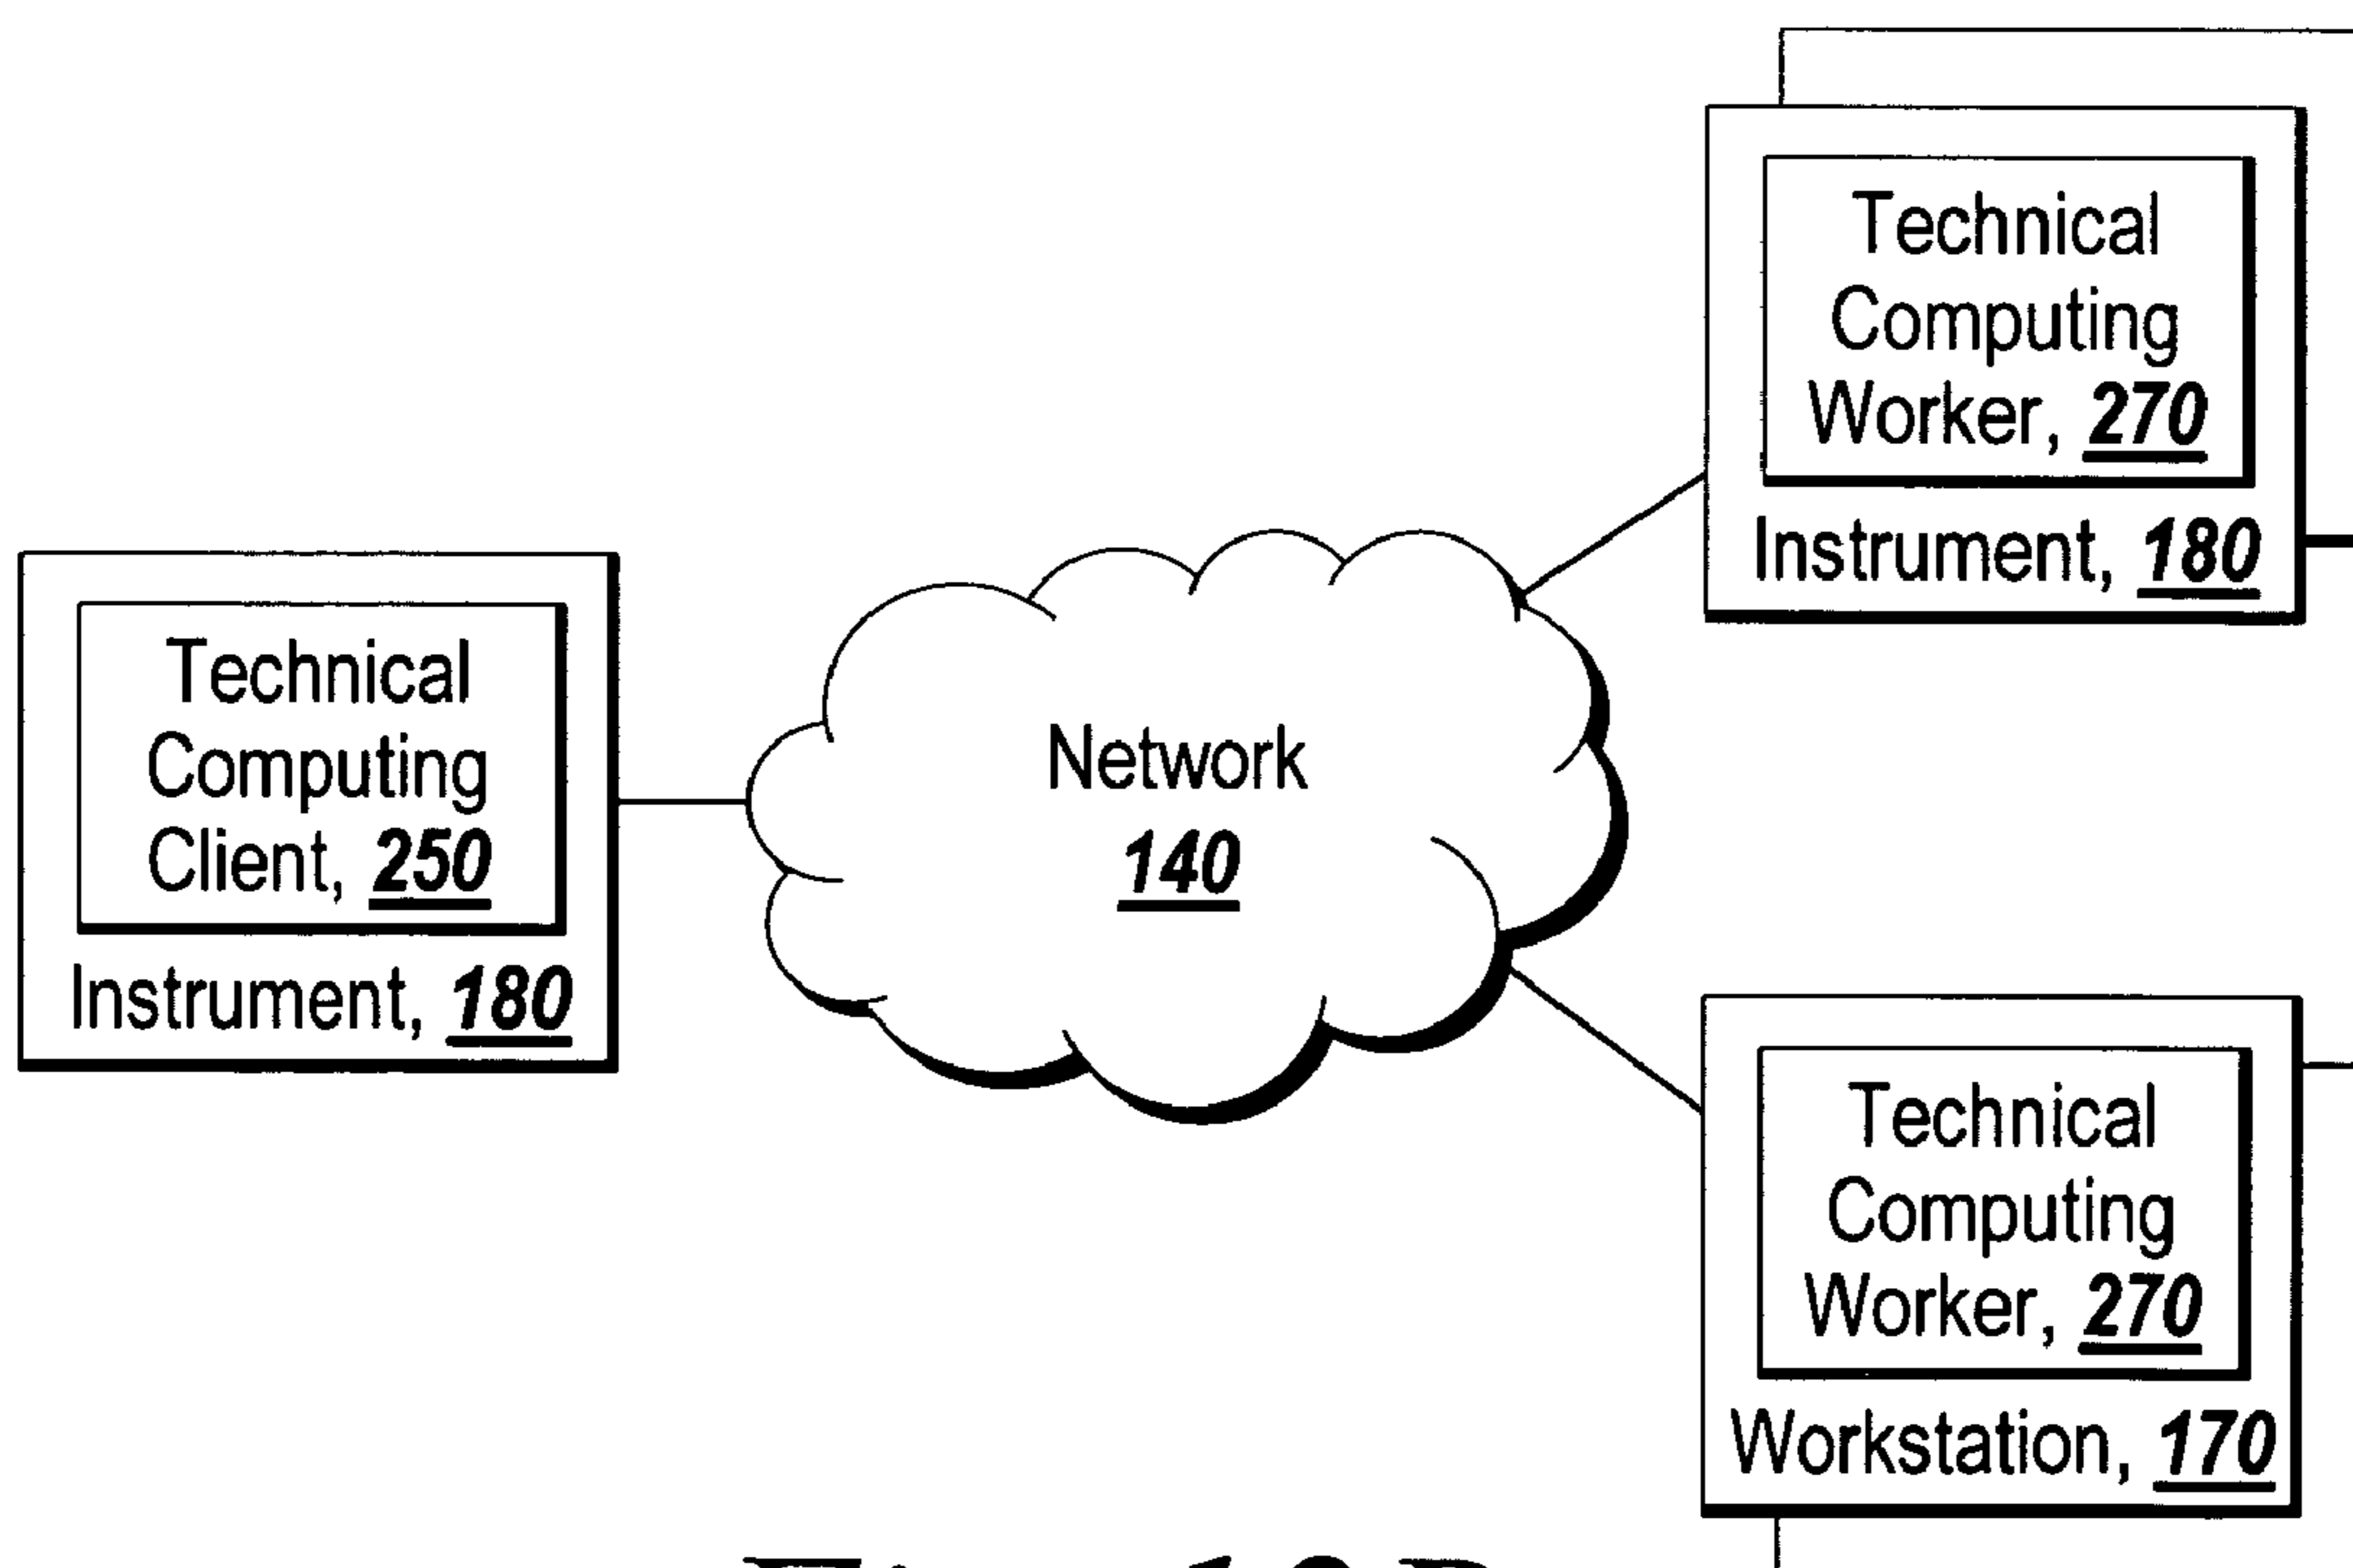 Technical
Computing
Client, 250
Instrument, 180
Network
140
Technical
Computing
Worker, 270
Instrument, 180
Technical
Computing
Worker, 270
Workstation, 170